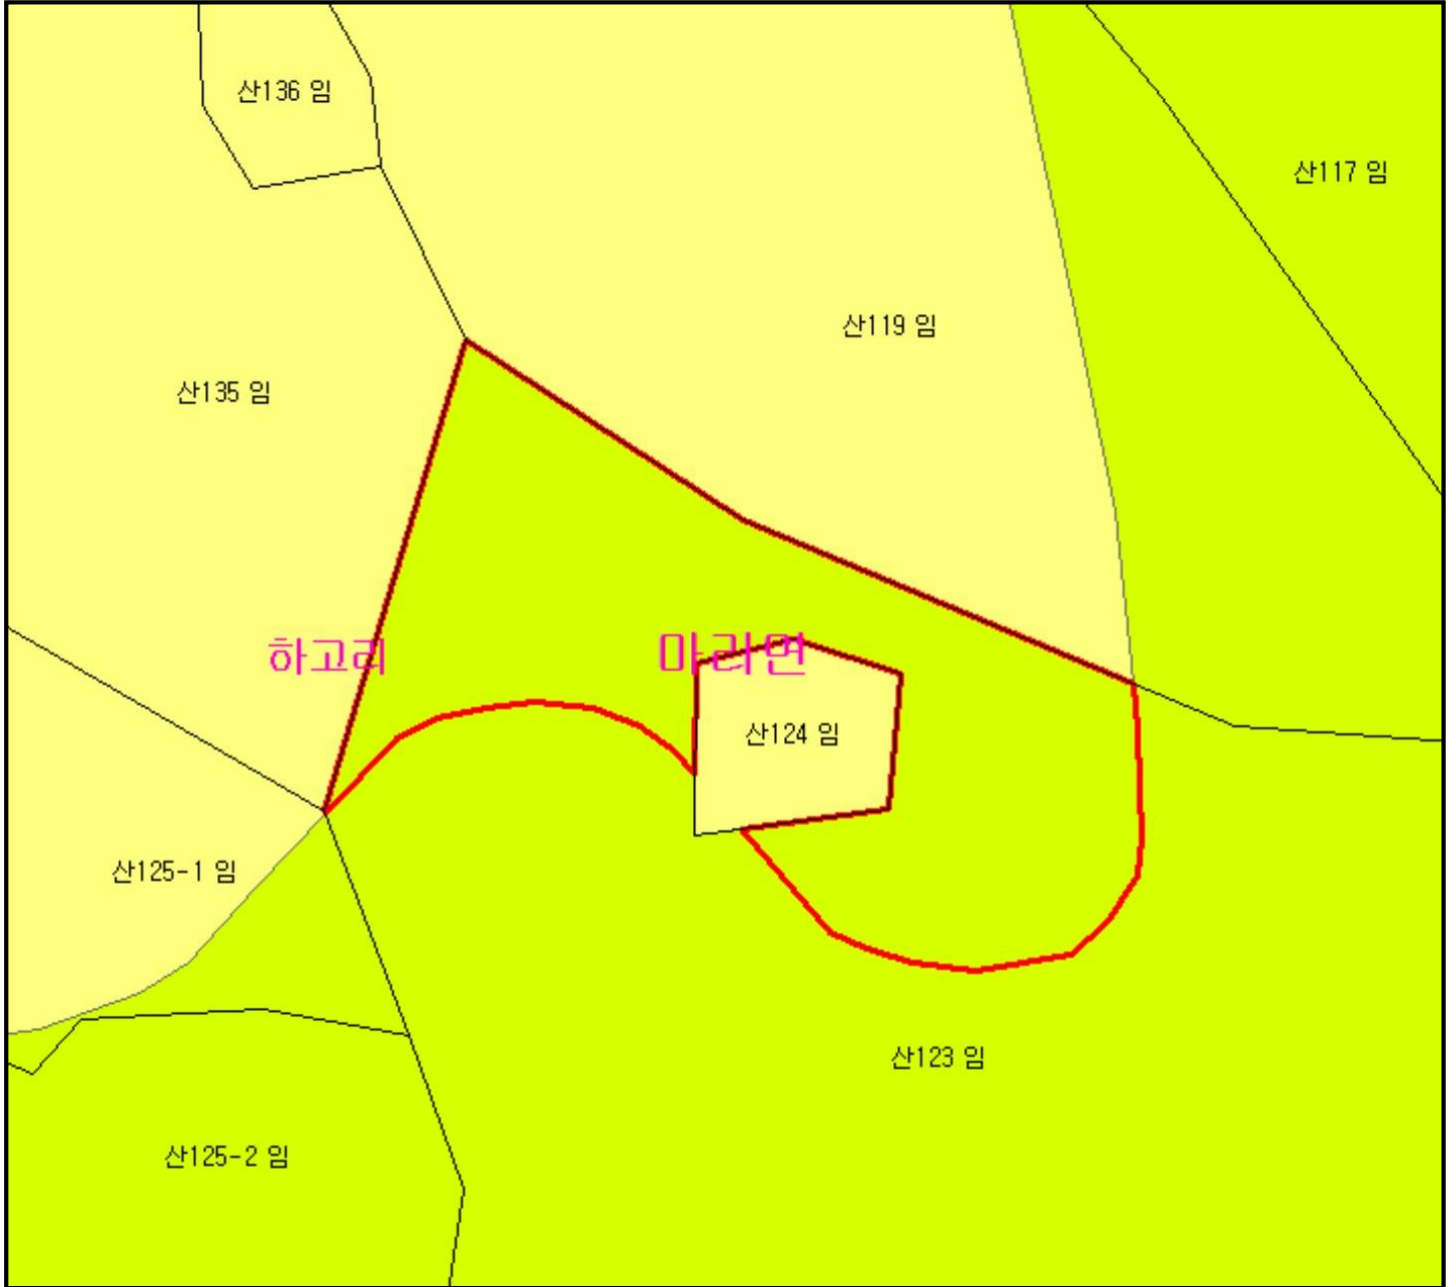 산136 임
산117 임
산119 임
산135 임
하고리
마리면
산124 임
산125-1 임
산123 임
산125-2 임